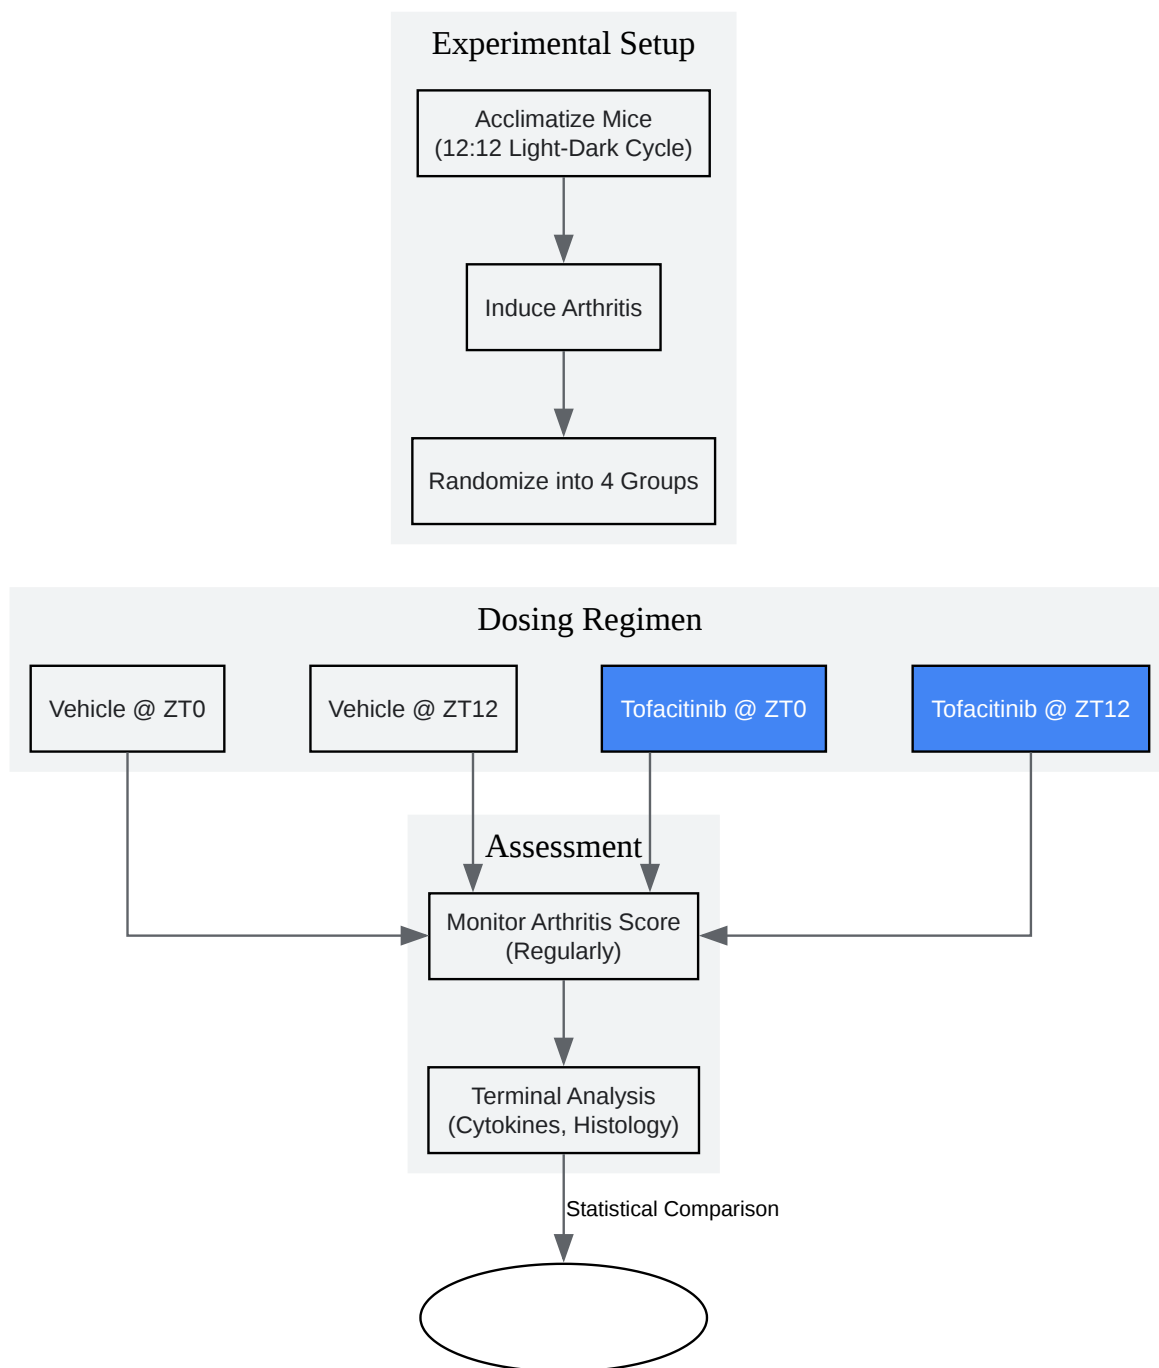 Experimental Setup
Acclimatize Mice
(12:12 Light-Dark Cycle)
Induce Arthritis
Randomize into 4 Groups
Dosing Regimen
Vehicle @ ZT0
Vehicle @ ZT12
Tofacitinib @ ZT0
Tofacitinib @ ZT12
Assessment
Monitor Arthritis Score
(Regularly)
Terminal Analysis
(Cytokines, Histology)
Statistical Comparison